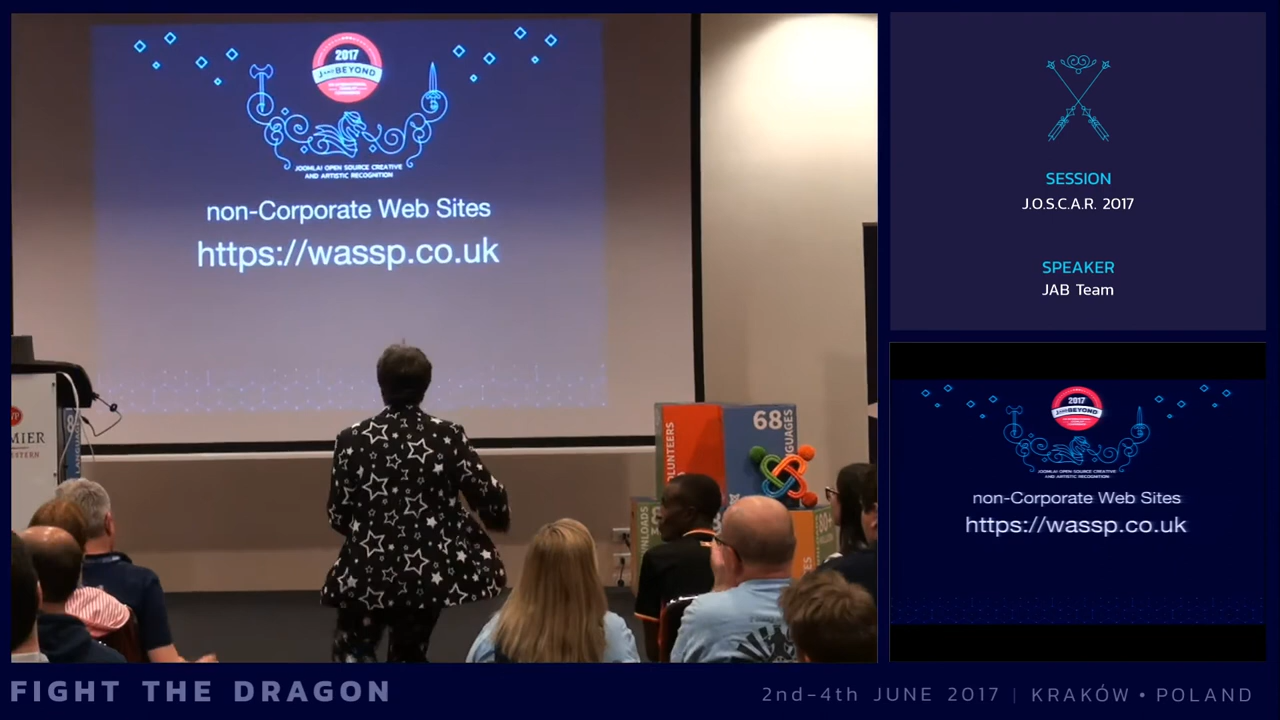 2017
J AND BEYOND
JOOMLA! OPEN SOURCE CREATIVE
AND ARTISTIC RECOGNITION
non-Corporate Web Sites
https://wassp.co.uk
MIER
VOLUNTEERS
68
LANGUAGES
SESSION
J.O.S.C.A.R. 2017
SPEAKER
JAB Team
2017
J AND BEYOND
JOOMLA! OPEN SOURCE CREATIVE
AND ARTISTIC RECOGNITION
non-Corporate Web Sites
https://wassp.co.uk
FIGHT THE DRAGON
2nd-4th JUNE 2017 | KRAKÓW • POLAND